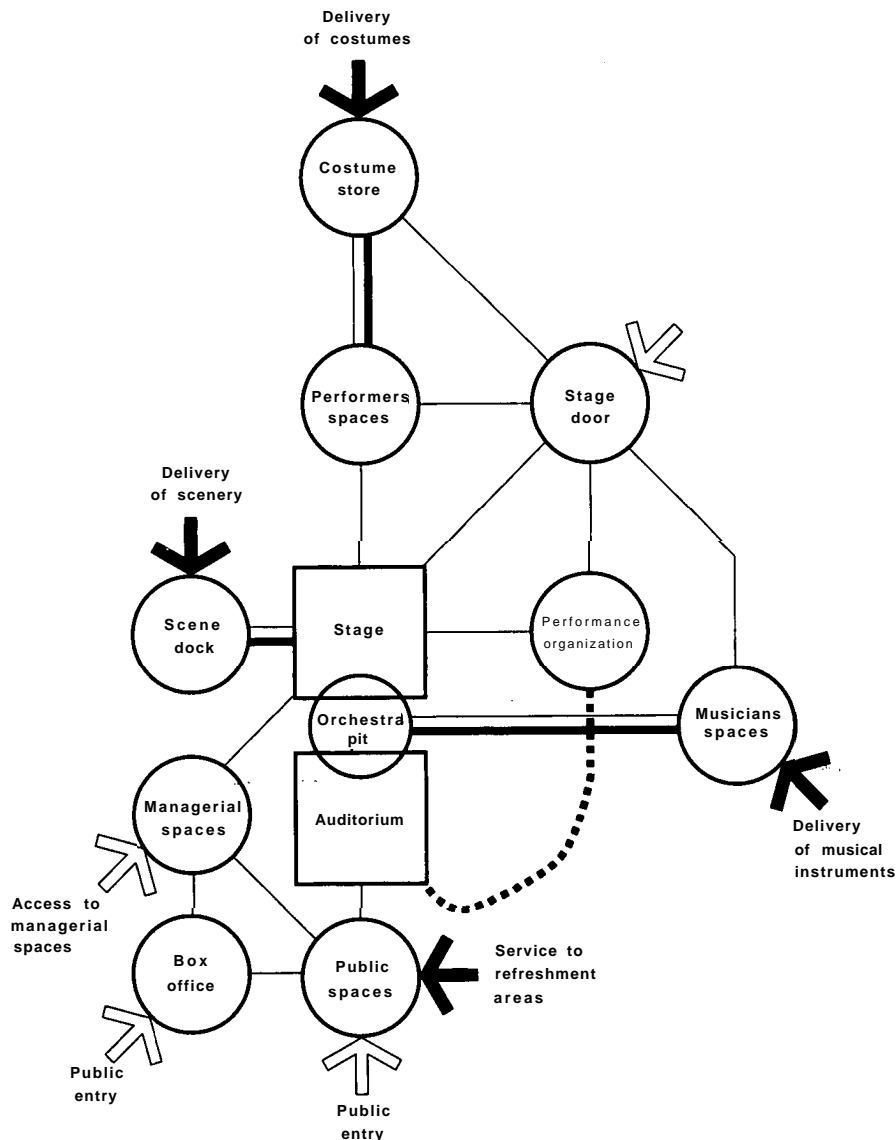 Delivery
of costumes
Costume
store
Performers
spaces
Stage
door
Delivery
of scenery
Scene
dock
Stage
Performance
organization
Orchestra
pit
Musicians
spaces
Managerial
spaces
Auditorium
Delivery
of musical
instruments
Access to
managerial
spaces
Box
office
Public
spaces
Service to
refreshment
areas
Public
entry
Public
entry